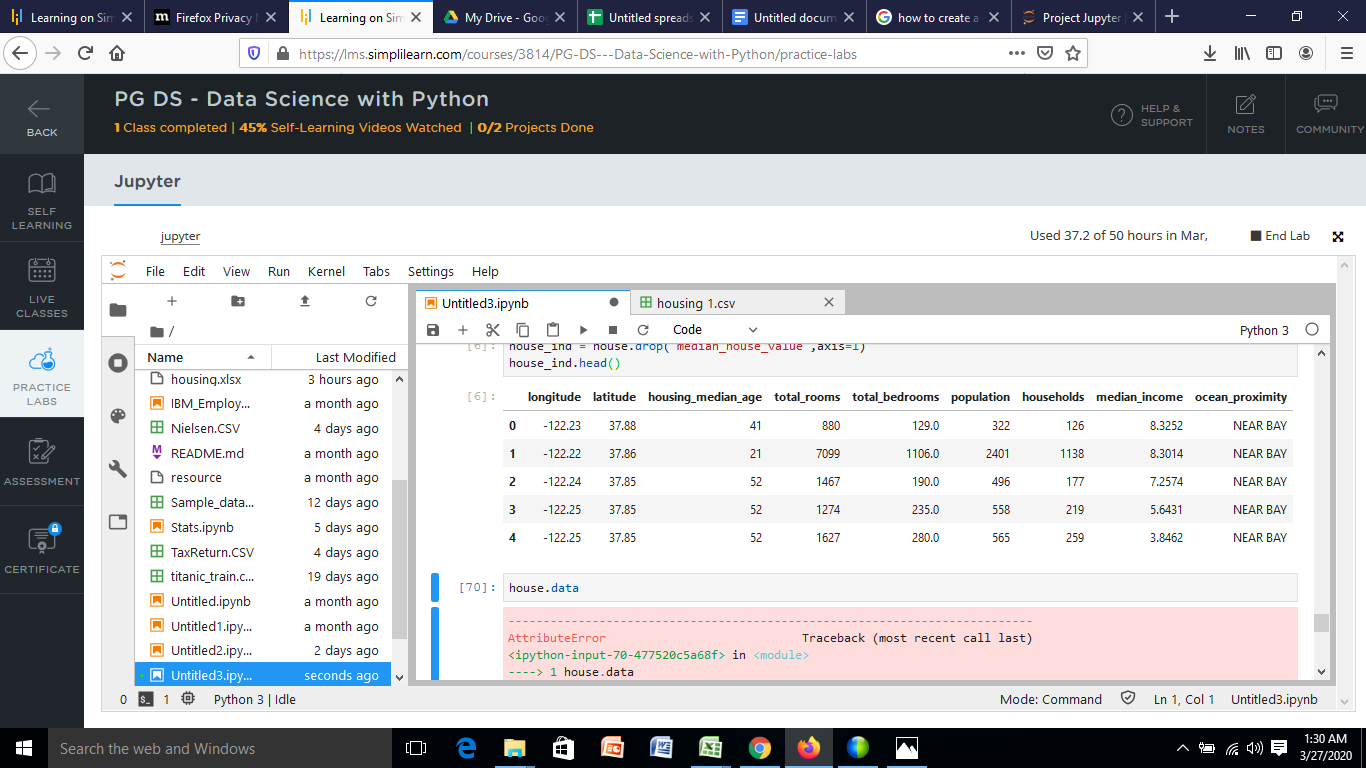 Learning on Sim
Firefox Privacy N
Learning on Sim
My Drive - Goo
Untitled spreads
Untitled docum
how to create a
Project Jupyter
https://lms.simplilearn.com/courses/3814/PG-DS---Data-Science-with-Python/practice-labs
BACK
PG DS - Data Science with Python
1 Class completed | 45% Self-Learning Videos Watched | 0/2 Projects Done
HELP & SUPPORT
NOTES
COMMUNITY
SELF LEARNING
LIVE CLASSES
PRACTICE LABS
ASSESSMENT
CERTIFICATE
Jupyter
jupyter
Used 37.2 of 50 hours in Mar,
End Lab
File Edit View Run Kernel Tabs Settings Help
/
Name Last Modified
housing.xlsx 3 hours ago
IBM_Employ... a month ago
Nielsen.CSV 4 days ago
README.md a month ago
resource a month ago
Sample_data... 12 days ago
Stats.ipynb 5 days ago
TaxReturn.CSV 4 days ago
titanic_train.c... 19 days ago
Untitled.ipynb a month ago
Untitled1.ipy... a month ago
Untitled2.ipy... 2 days ago
Untitled3.ipy... seconds ago
Untitled3.ipynb
housing 1.csv
Code
Python 3
[6]: house_ind = house.drop('median_house_value',axis=1)
house_ind.head()
[6]: longitude latitude housing_median_age total_rooms total_bedrooms population households median_income ocean_proximity
0 -122.23 37.88 41 880 129.0 322 126 8.3252 NEAR BAY
1 -122.22 37.86 21 7099 1106.0 2401 1138 8.3014 NEAR BAY
2 -122.24 37.85 52 1467 190.0 496 177 7.2574 NEAR BAY
3 -122.25 37.85 52 1274 235.0 558 219 5.6431 NEAR BAY
4 -122.25 37.85 52 1627 280.0 565 259 3.8462 NEAR BAY
[70]: house.data
---------------------------------------------------------------------------
AttributeError Traceback (most recent call last)
<ipython-input-70-477520c5a68f> in <module>
----> 1 house.data
0 1 Python 3 | Idle
Mode: Command Ln 1, Col 1 Untitled3.ipynb
Search the web and Windows
1:30 AM
3/27/2020